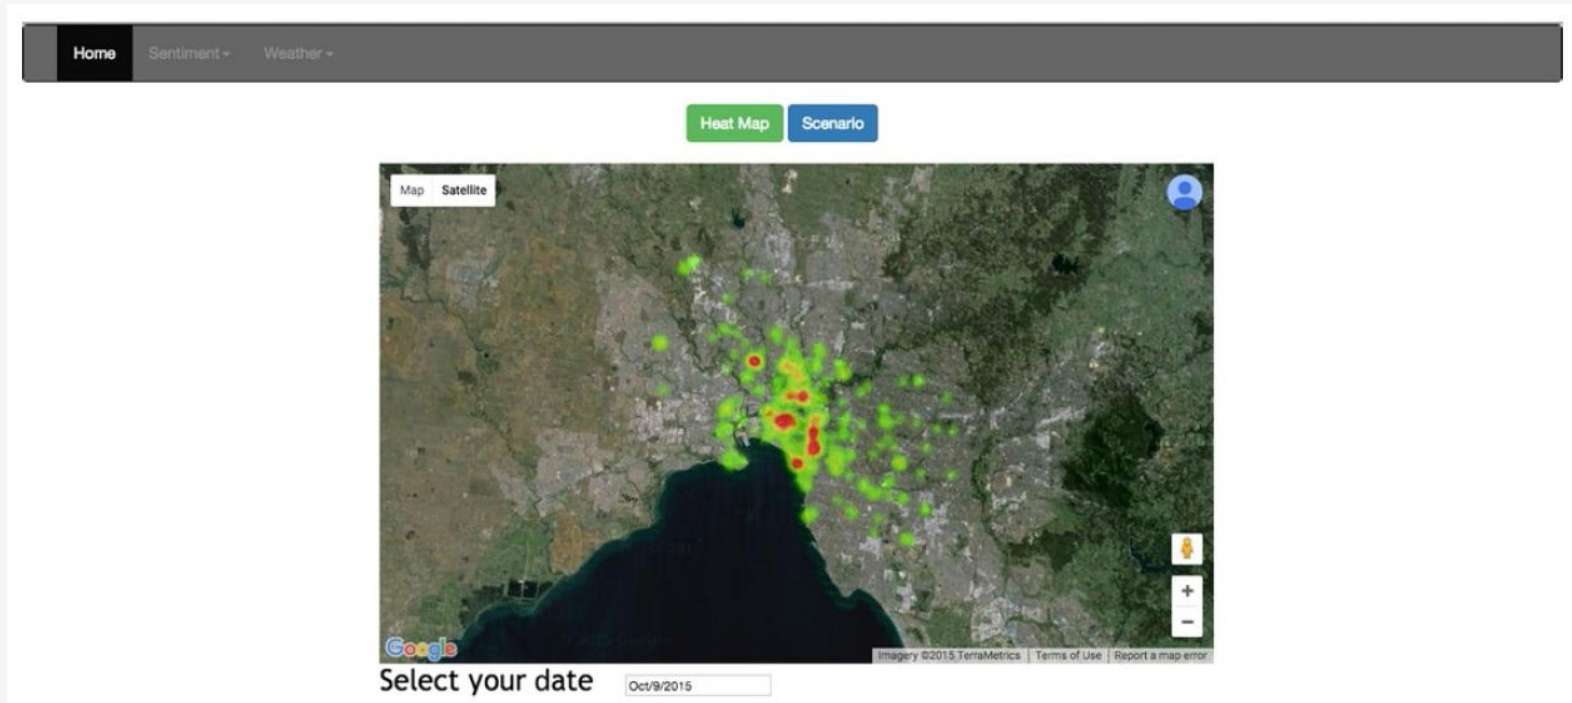 Home Sentiment Weather
Heat Map Scenario
Map Satellite
+
−
Google
Imagery ©2015 TerraMetrics Terms of Use Report a map error
Select your date Oct/9/2015